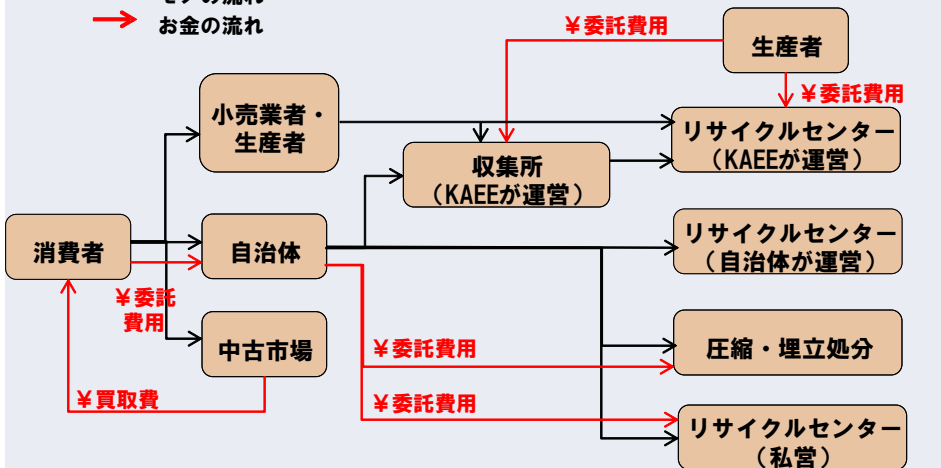 お金の流れ
¥委託費用
生産者
¥委託費用
小売業者・
生産者
リサイクルセンター
(KAEEが運営)
収集所
(KAEEが運営)
消費者
自治体
リサイクルセンター
(自治体が運営)
¥委託
費用
中古市場
¥委託費用
圧縮・埋立処分
¥買取費
¥委託費用
リサイクルセンター
(私営)